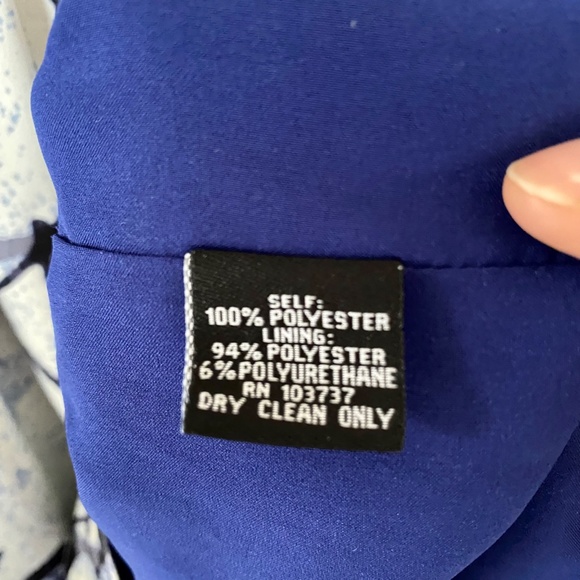 SELF:
100% POLYESTER
LINING:
94% POLYESTER
6% POLYURETHANE
RN 103737
DRY CLEAN ONLY